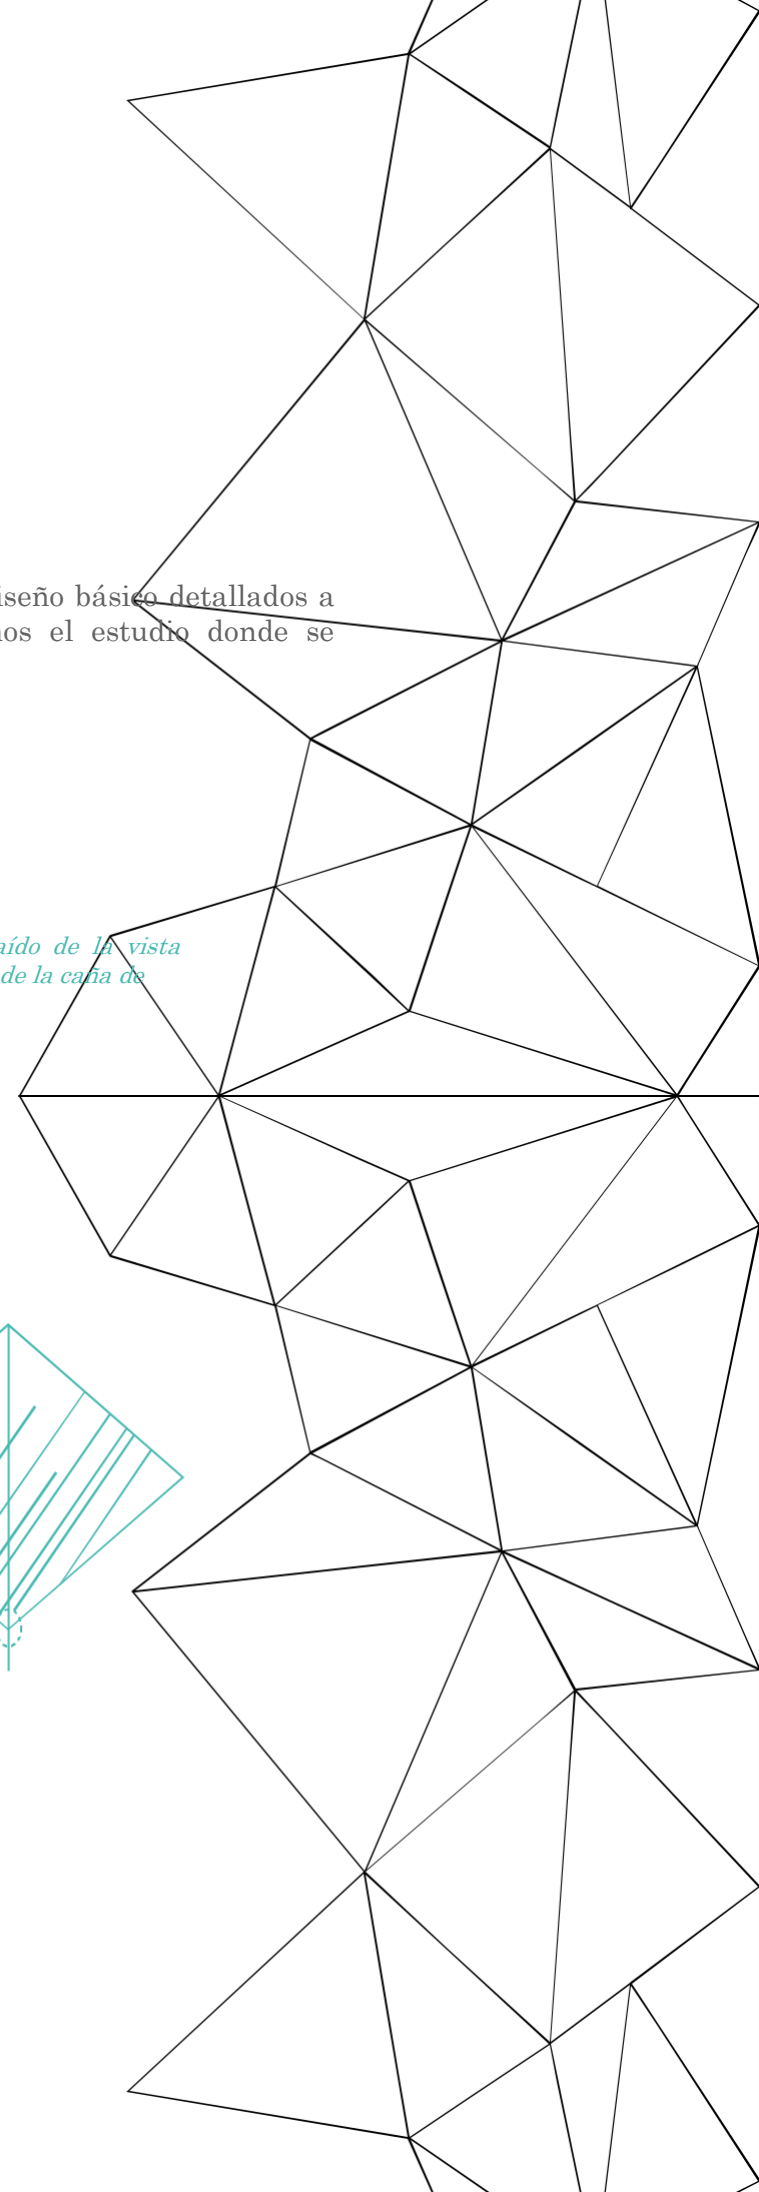 iseño básico detallados a
nos el estudio donde se
aído de la vista
de la caña de